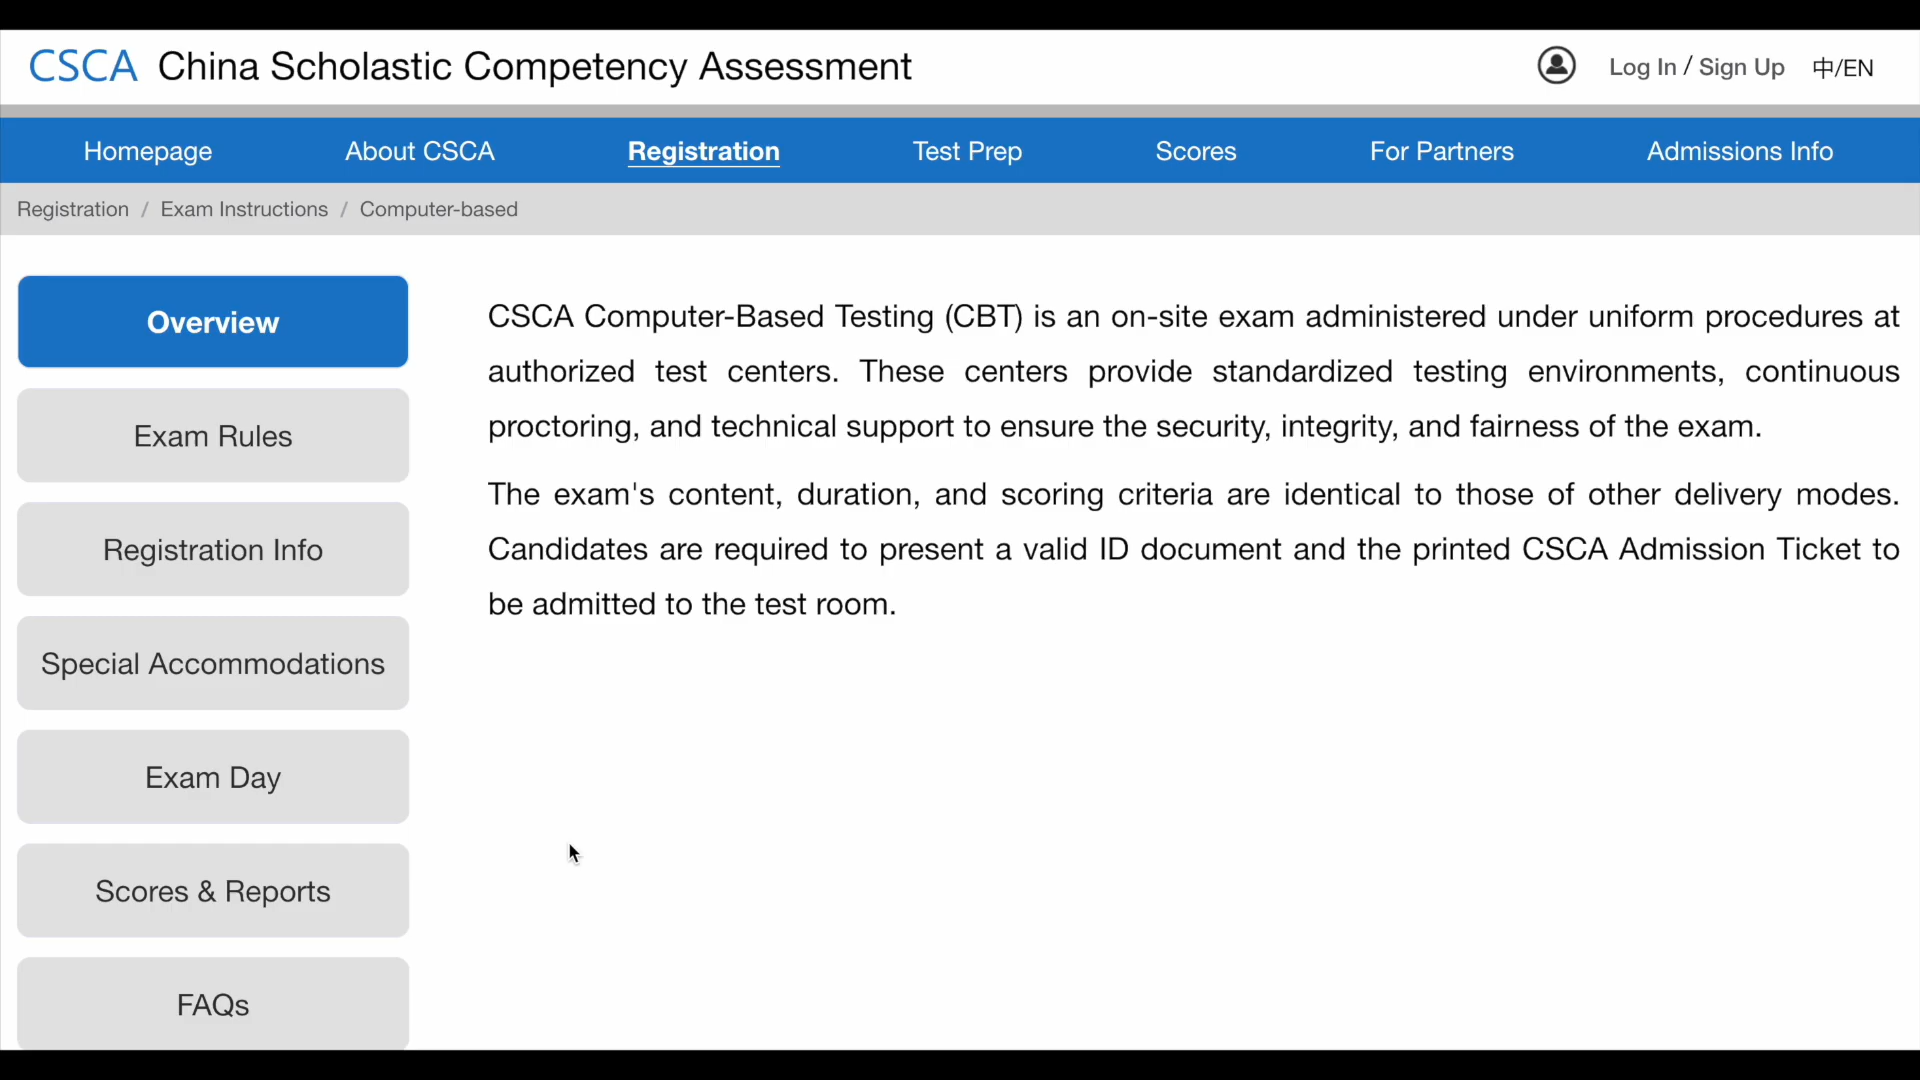 CSCA China Scholastic Competency Assessment
Log In / Sign Up 中/EN
Homepage About CSCA Registration Test Prep Scores For Partners Admissions Info
Registration / Exam Instructions / Computer-based
Overview
Exam Rules
Registration Info
Special Accommodations
Exam Day
Scores & Reports
FAQs
CSCA Computer-Based Testing (CBT) is an on-site exam administered under uniform procedures at
authorized test centers. These centers provide standardized testing environments, continuous
proctoring, and technical support to ensure the security, integrity, and fairness of the exam.
The exam's content, duration, and scoring criteria are identical to those of other delivery modes.
Candidates are required to present a valid ID document and the printed CSCA Admission Ticket to
be admitted to the test room.